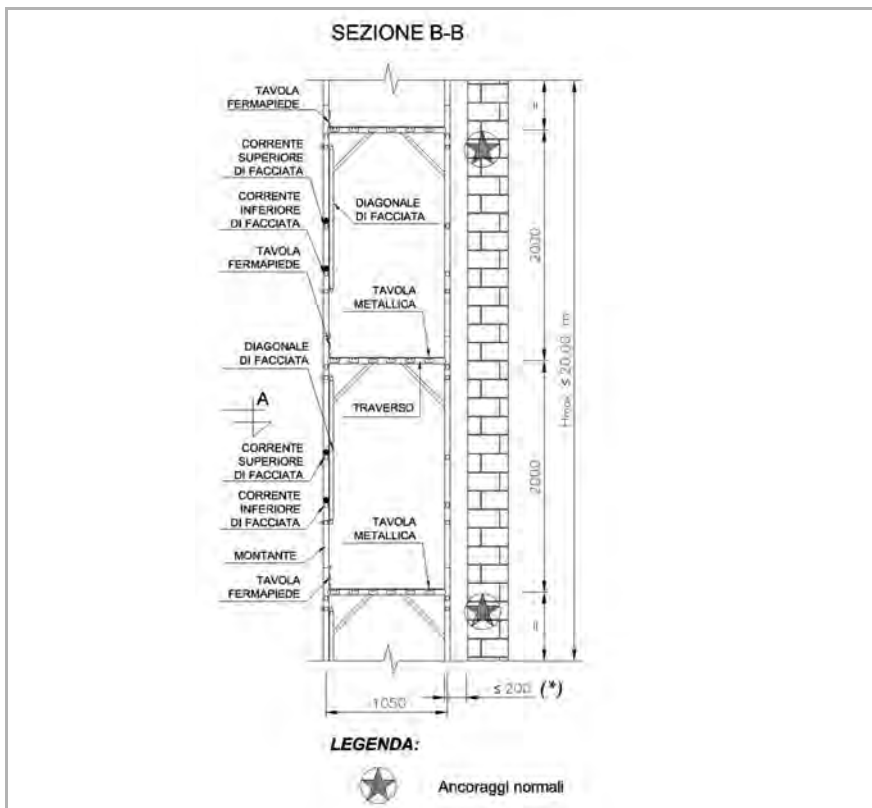 SEZIONE B-B
TAVOLA
FERMAPIEDE
CORRENTE
SUPERIORE
DI FACCIATA
CORRENTE
INFERIORE
DI FACCIATA
TAVOLA
FERMAPIEDE
DIAGONALE
DI FACCIATA
TAVOLA
METALLICA
DIAGONALE
DI FACCIATA
TRAVERSO
A
CORRENTE
SUPERIORE
DI FACCIATA
CORRENTE
INFERIORE
DI FACCIATA
TAVOLA
METALLICA
MONTANTE
TAVOLA
FERMAPIEDE
=
2000
2000
=
Hmax ≤ 20.00 m
1050
≤ 200 (*)
LEGENDA:
Ancoraggi normali